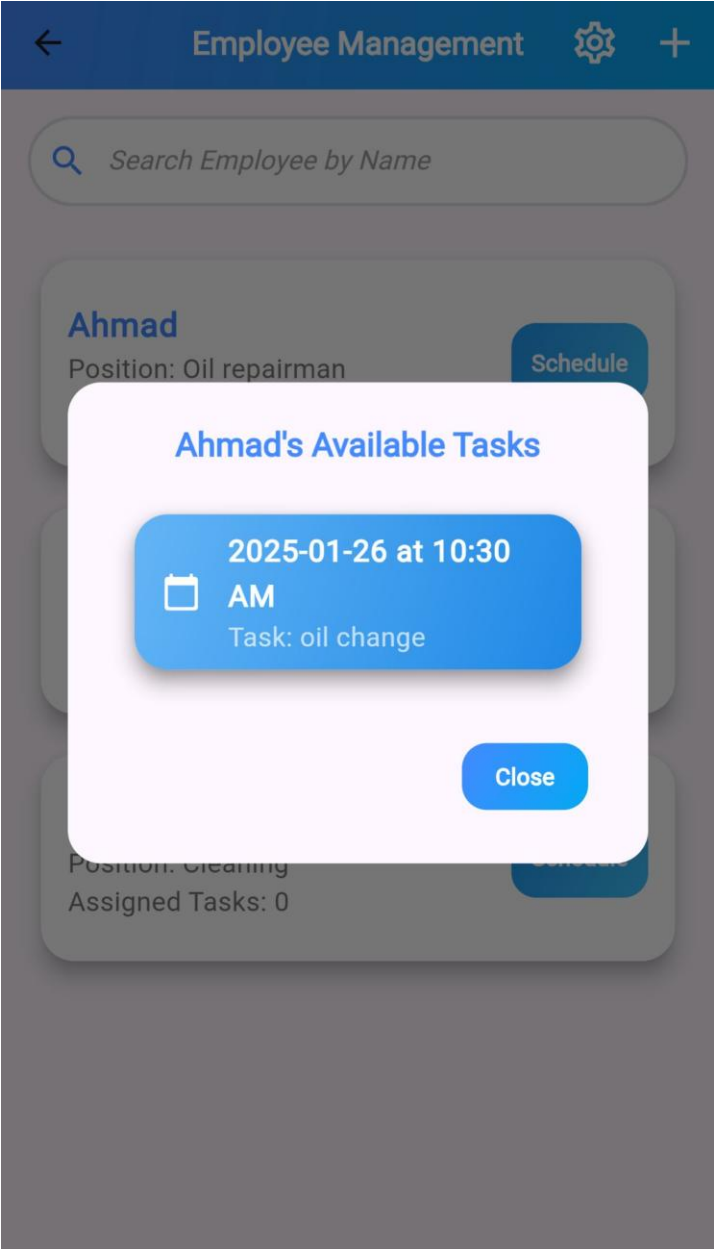 Employee Management
Search Employee by Name
Ahmad
Position: Oil repairman
Schedule
Ahmad's Available Tasks
2025-01-26 at 10:30
AM
Task: oil change
Close
Position: Cleaning
Schedule
Assigned Tasks: 0